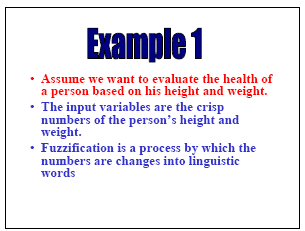 Example 1
• Assume we want to evaluate the health of
a person based on his height and weight.
• The input variables are the crisp
numbers of the person's height and
weight.
• Fuzzification is a process by which the
numbers are changes into linguistic
words